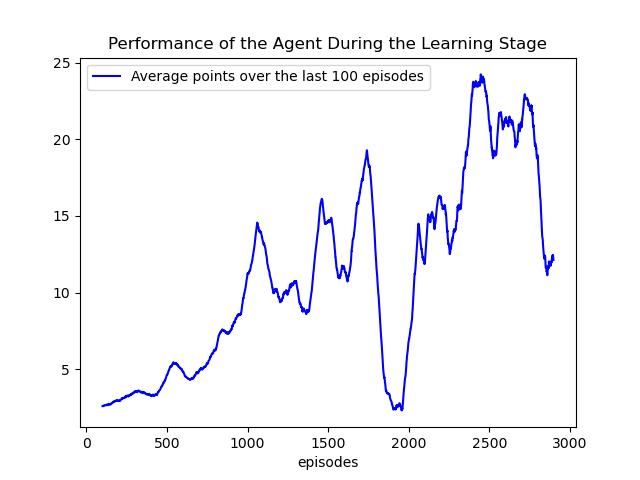 Performance of the Agent During the Learning Stage
Average points over the last 100 episodes
25
20
15
10
5
0 500 1000 1500 2000 2500 3000
episodes